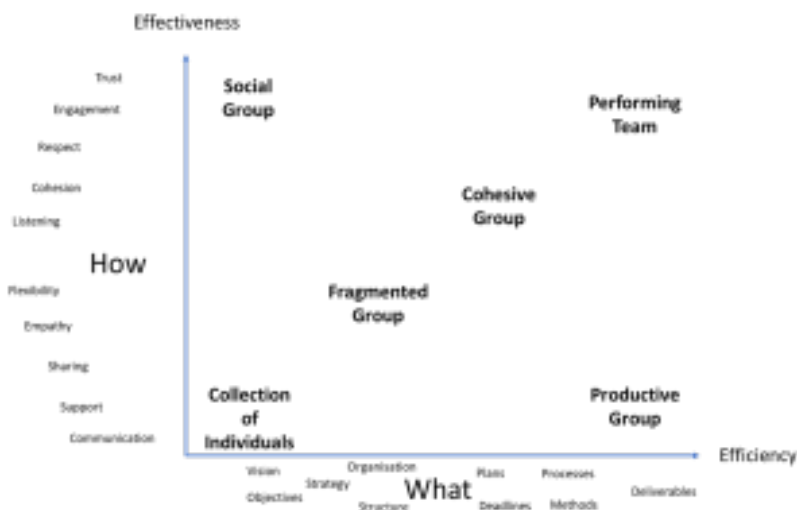 Effectiveness
Trust
Engagement
Respect
Cohesion
Listening
How
Flexibility
Empathy
Sharing
Support
Communication
Social
Group
Performing
Team
Cohesive
Group
Fragmented
Group
Collection
of
Individuals
Productive
Group
Efficiency
Vision
Organisation
Plans
Processes
Strategy
What
Objectives
Structure
Deadlines
Methods
Deliverables